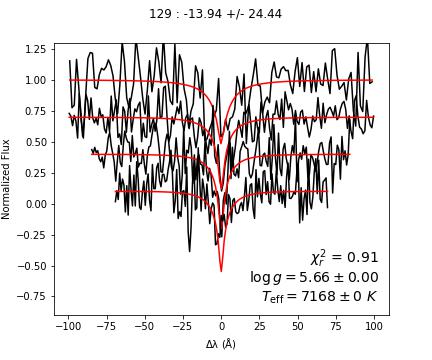 129 : -13.94 +/- 24.44
1.25
1.00
0.75
0.50
0.25
0.00
−0.25
−0.50
−0.75
Normalized Flux
χ²ᵣ = 0.91
log g = 5.66 ± 0.00
T_eff = 7168 ± 0 K
−100 −75 −50 −25 0 25 50 75 100
Δλ (Å)